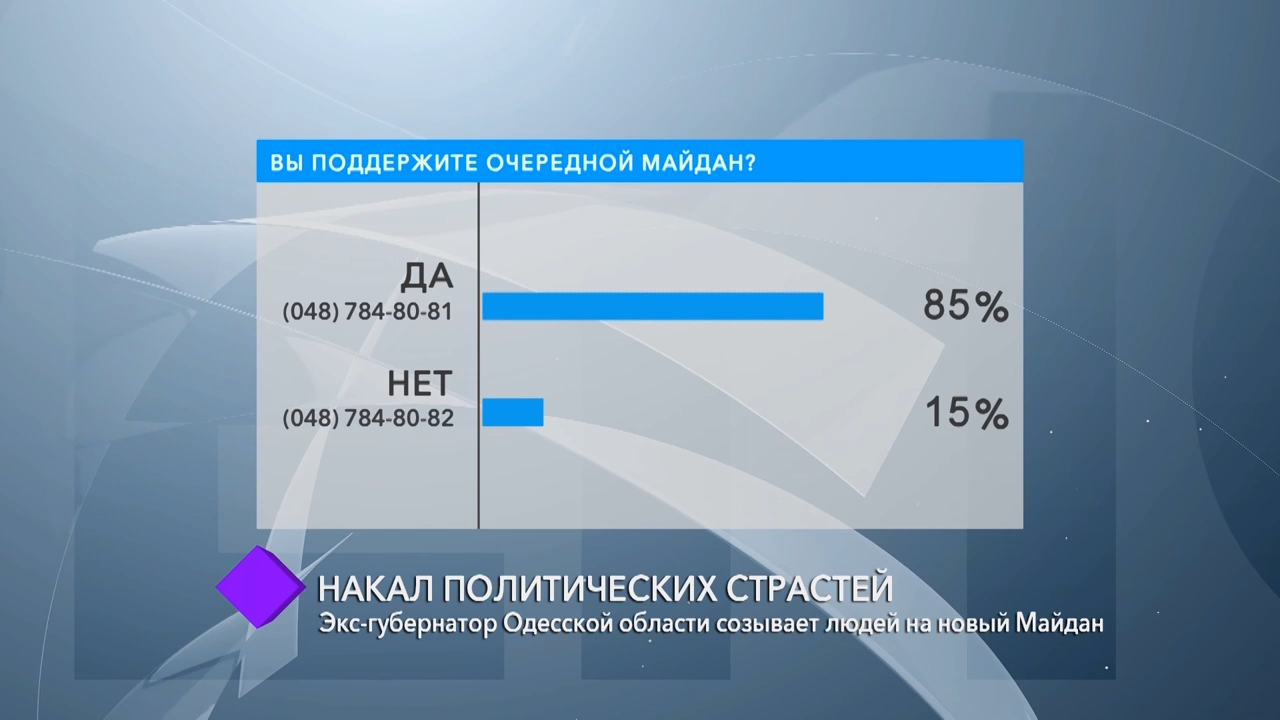 ВЫ ПОДДЕРЖИТЕ ОЧЕРЕДНОЙ МАЙДАН?
ДА
(048) 784-80-81
85%
НЕТ
(048) 784-80-82
15%
НАКАЛ ПОЛИТИЧЕСКИХ СТРАСТЕЙ
Экс-губернатор Одесской области созывает людей на новый Майдан